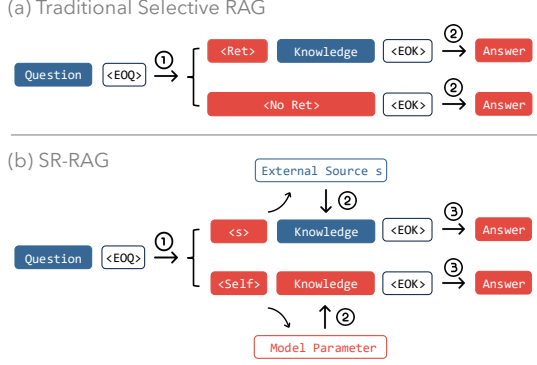 (a) Traditional Selective RAG
Question <EOQ> ① <Ret> Knowledge <EOK> ② Answer
<No Ret> <EOK> ② Answer
(b) SR-RAG
External Source s
②
Question <EOQ> ① <s> Knowledge <EOK> ③ Answer
<Self> Knowledge <EOK> ③ Answer
②
Model Parameter